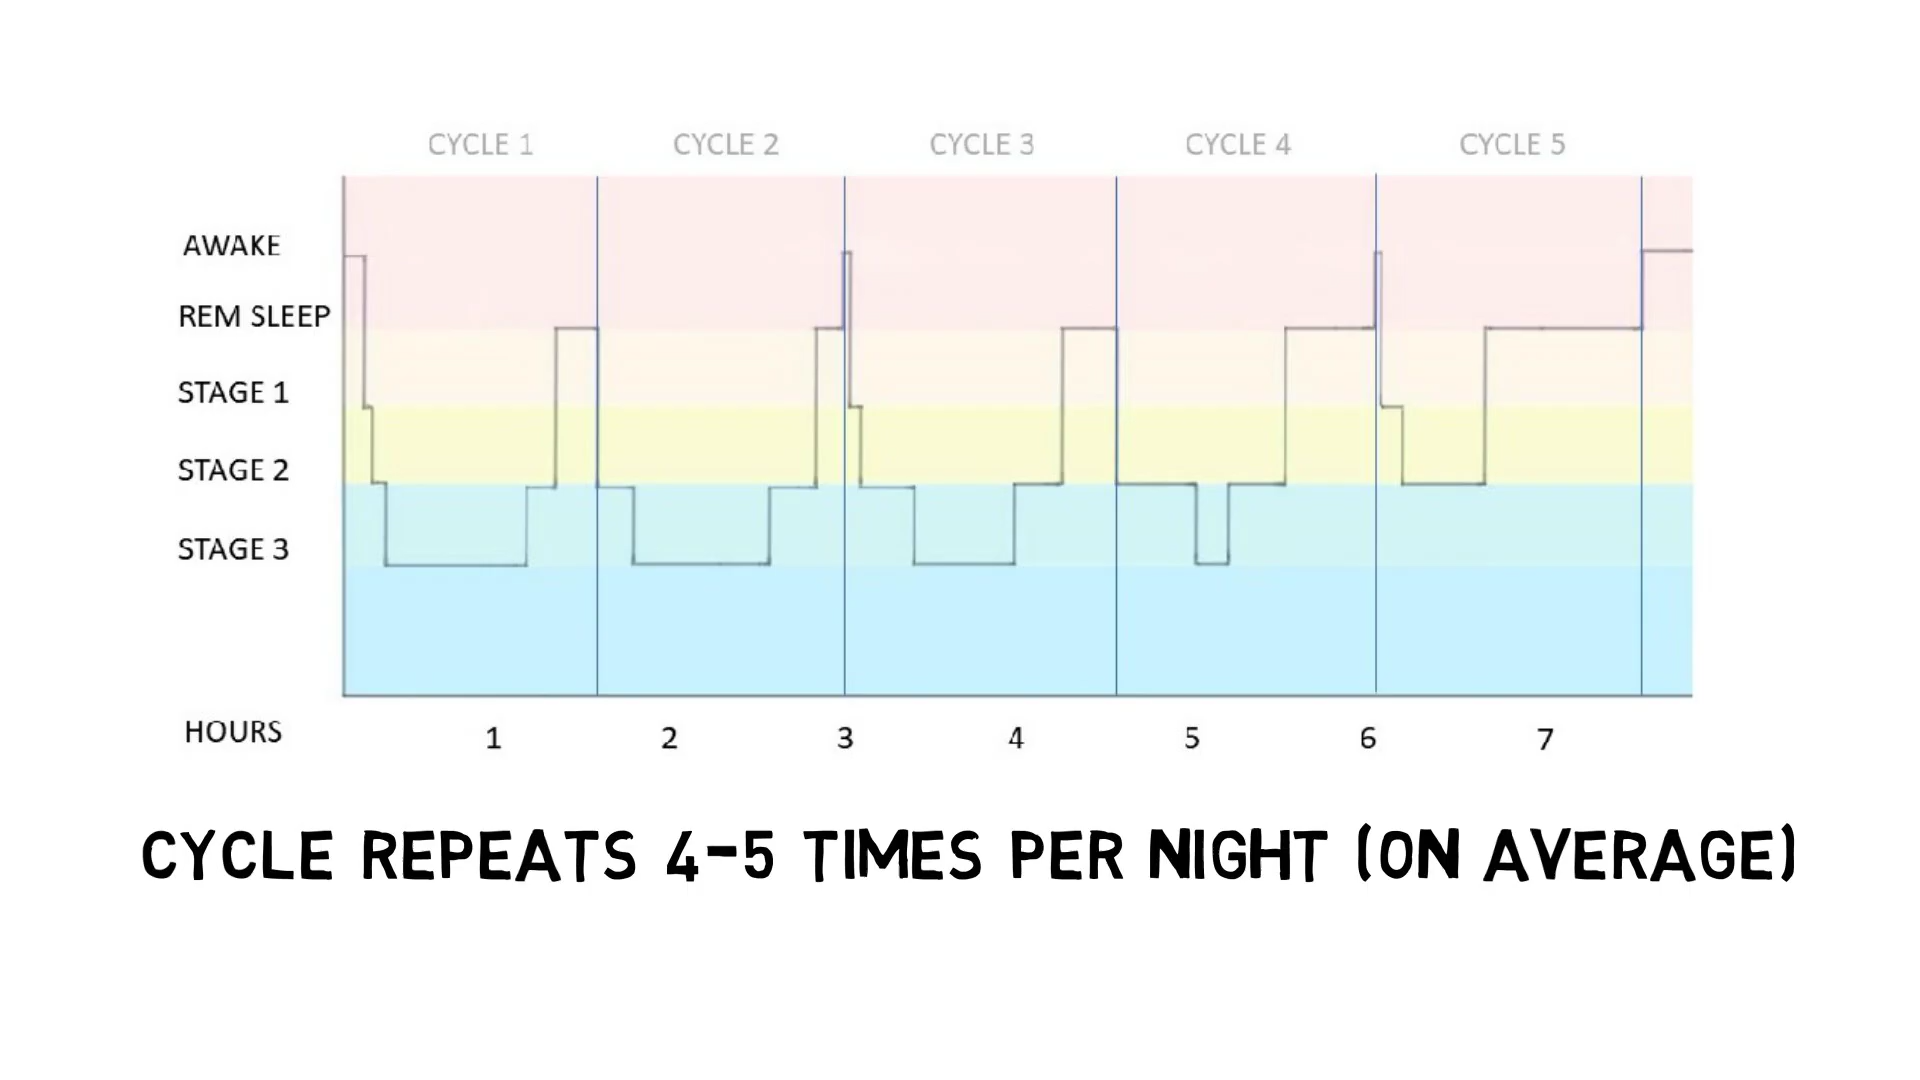 CYCLE 1 CYCLE 2 CYCLE 3 CYCLE 4 CYCLE 5
AWAKE
REM SLEEP
STAGE 1
STAGE 2
STAGE 3
HOURS 1 2 3 4 5 6 7
CYCLE REPEATS 4-5 TIMES PER NIGHT (ON AVERAGE)